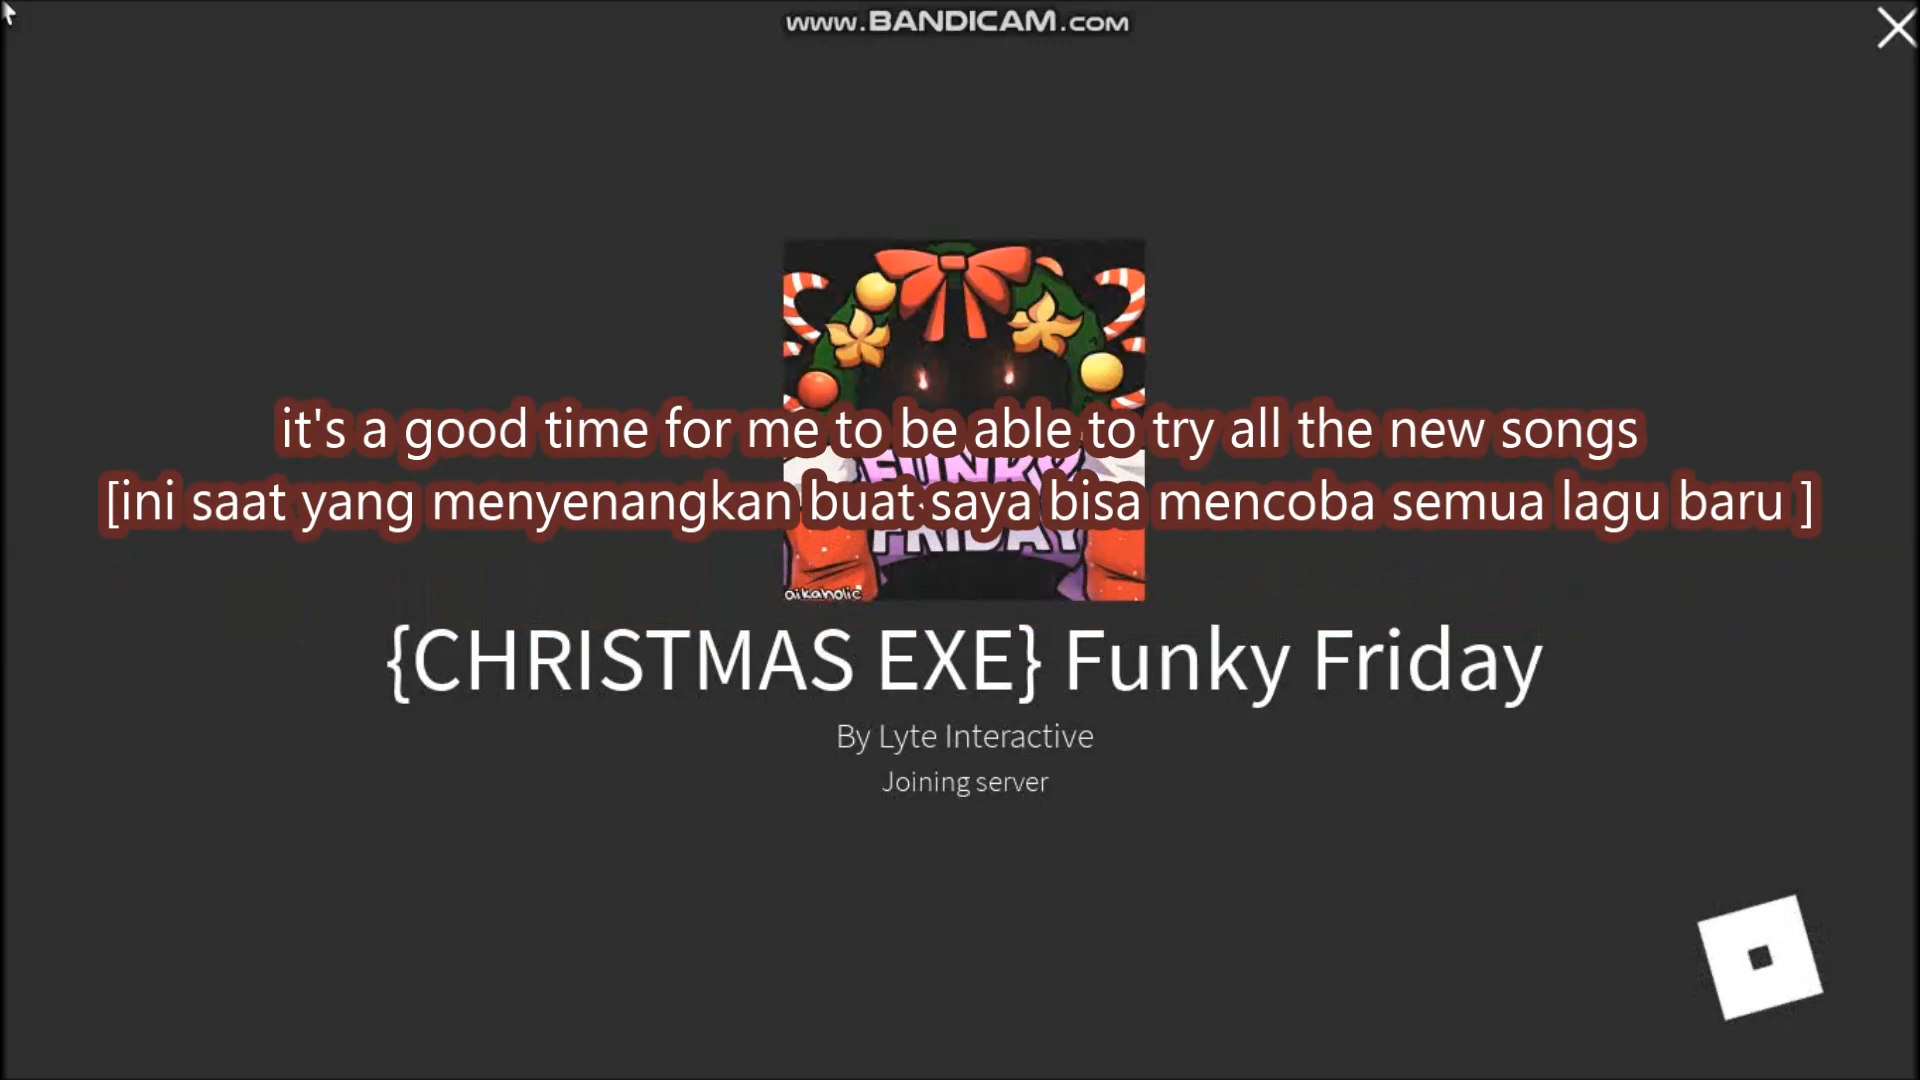 www.BANDICAM.com
it's a good time for me to be able to try all the new songs
[ini saat yang menyenangkan buat saya bisa mencoba semua lagu baru ]
FUNKY
FRIDAY
aikaholic
{CHRISTMAS EXE} Funky Friday
By Lyte Interactive
Joining server